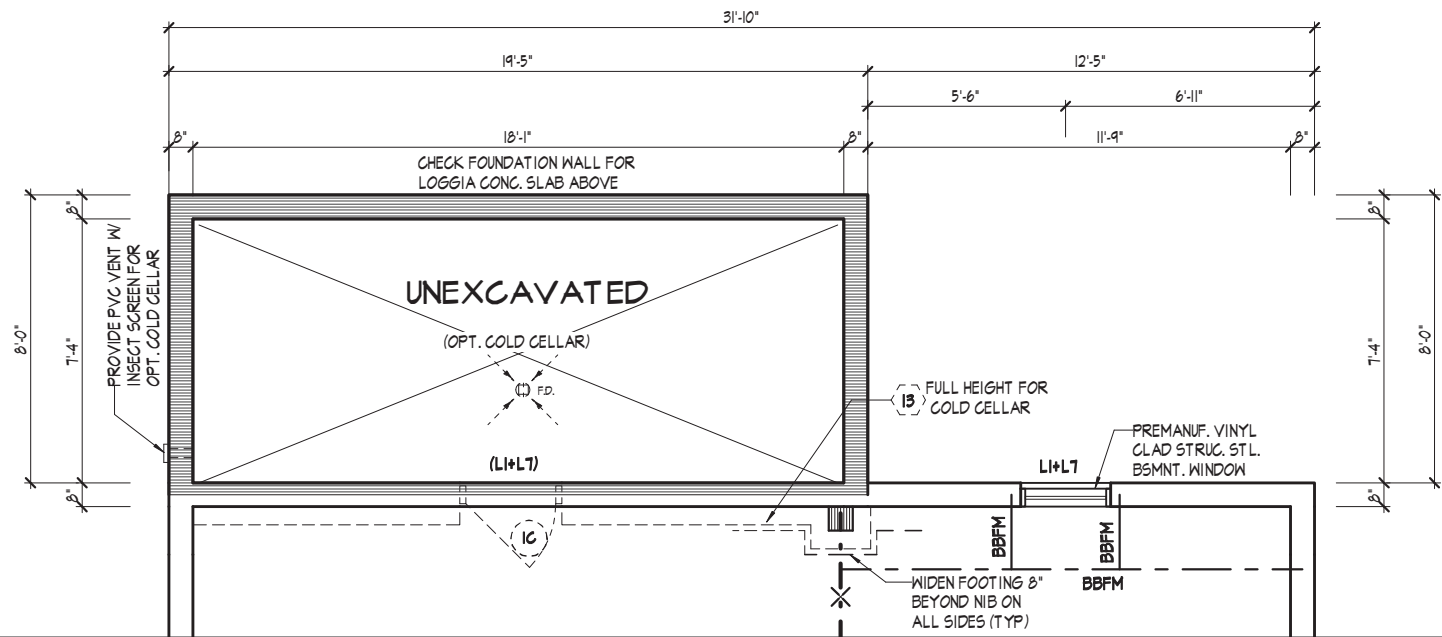 31'-10"
19'-5"
12'-5"
5'-6"
6'-11"
8"
18'-1"
8"
11'-9"
8"
CHECK FOUNDATION WALL FOR
LOGGIA CONC. SLAB ABOVE
8'-0"
8"
7'-4"
8"
PROVIDE PVC VENT W/
INSECT SCREEN FOR
OPT. COLD CELLAR
UNEXCAVATED
(OPT. COLD CELLAR)
F.D.
(L1+L7)
13
FULL HEIGHT FOR
COLD CELLAR
PREMANUF. VINYL
CLAD STRUC. STL.
BSMNT. WINDOW
L1+L7
8"
7'-4"
8"
8'-0"
1C
BBFM
BBFM
BBFM
WIDEN FOOTING 8"
BEYOND NIB ON
ALL SIDES (TYP)